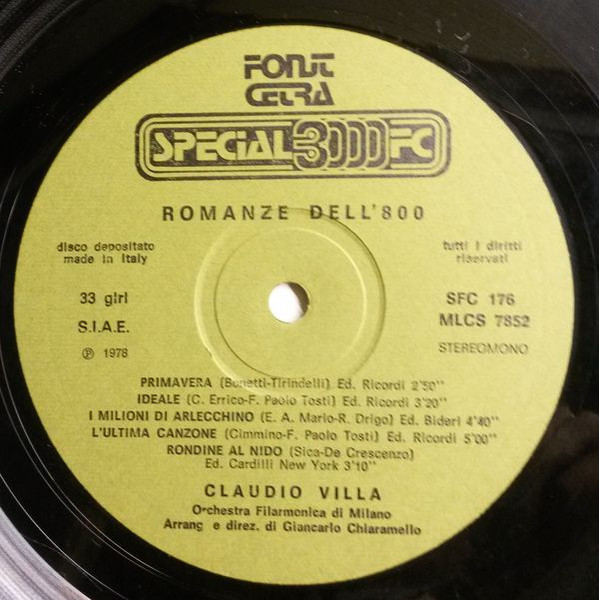 FONIT
CETRA
SPECIAL 3000 FC
ROMANZE DELL'800
disco depositato
made in Italy
tutti i diritti
riservati
33 giri
SFC 176
S.I.A.E.
MLCS 7852
Ⓟ 1978
STEREOMONO
PRIMAVERA (Bonetti-Tirindelli) Ed. Ricordi 2'50''
IDEALE (C. Errico-F. Paolo Tosti) Ed. Ricordi 3'20''
I MILIONI DI ARLECCHINO (E. A. Mario-R. Drigo) Ed. Bideri 4'40''
L'ULTIMA CANZONE (Cimmino-F. Paolo Tosti) Ed. Ricordi 5'00''
RONDINE AL NIDO (Sica-De Crescenzo)
Ed. Cardilli New York 3'10''
CLAUDIO VILLA
Orchestra Filarmonica di Milano
Arrang e direz. di Giancarlo Chiaramello